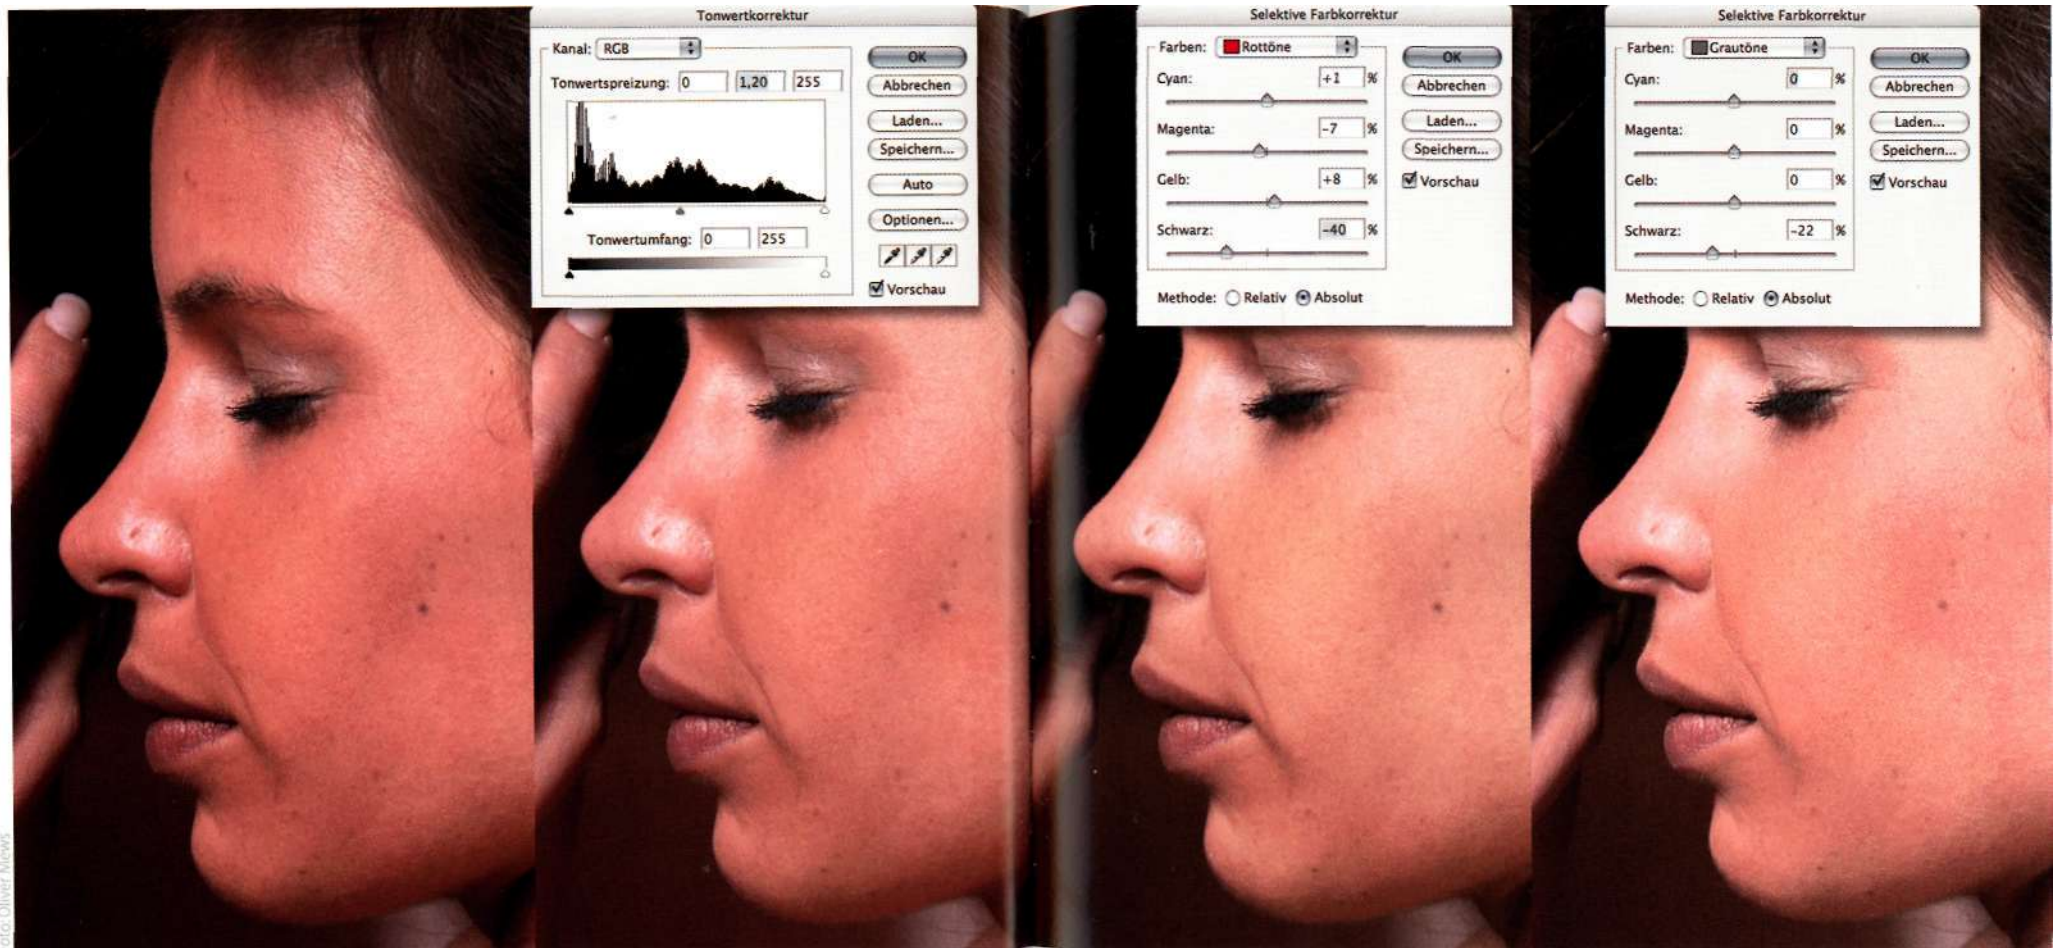 Tonwertkorrektur
Kanal: RGB
Tonwertspreizung: 0 1,20 255
Tonwertumfang: 0 255
OK
Abbrechen
Laden...
Speichern...
Auto
Optionen...
Vorschau
Selektive Farbkorrektur
Farben: Rottöne
Cyan: +1 %
Magenta: -7 %
Gelb: +8 %
Schwarz: -40 %
Methode: Relativ Absolut
OK
Abbrechen
Laden...
Speichern...
Vorschau
Selektive Farbkorrektur
Farben: Grautöne
Cyan: 0 %
Magenta: 0 %
Gelb: 0 %
Schwarz: -22 %
Methode: Relativ Absolut
OK
Abbrechen
Laden...
Speichern...
Vorschau
Oliver